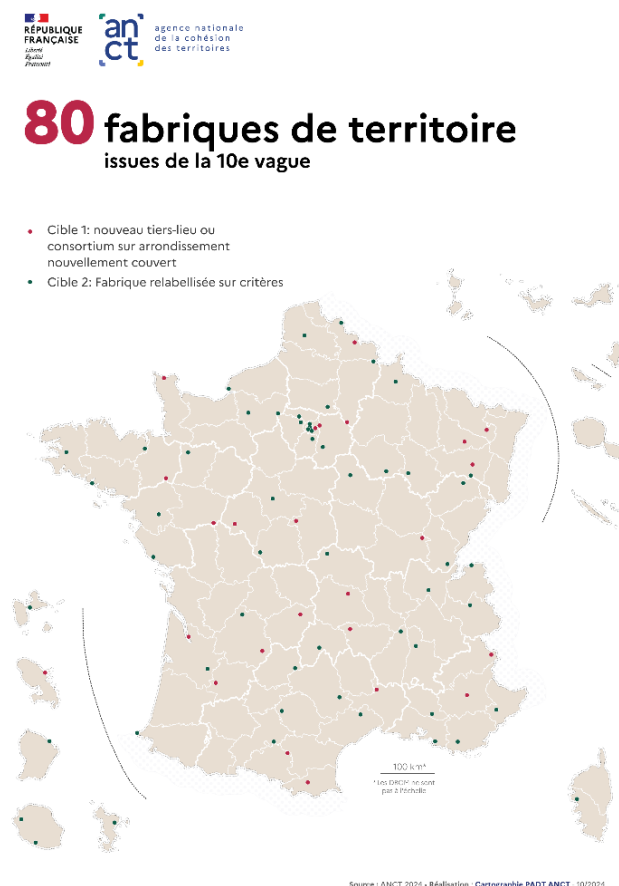 RÉPUBLIQUE
FRANÇAISE
Liberté
Égalité
Fraternité
an
ct
agence nationale
de la cohésion
des territoires
80 fabriques de territoire
issues de la 10e vague
Cible 1: nouveau tiers-lieu ou
consortium sur arrondissement
nouvellement couvert
Cible 2: Fabrique relabellisée sur critères
100 km*
*Les DROM ne sont
pas à l'échelle
Source : ANCT 2024 • Réalisation : Cartographie PADT ANCT - 10/2024